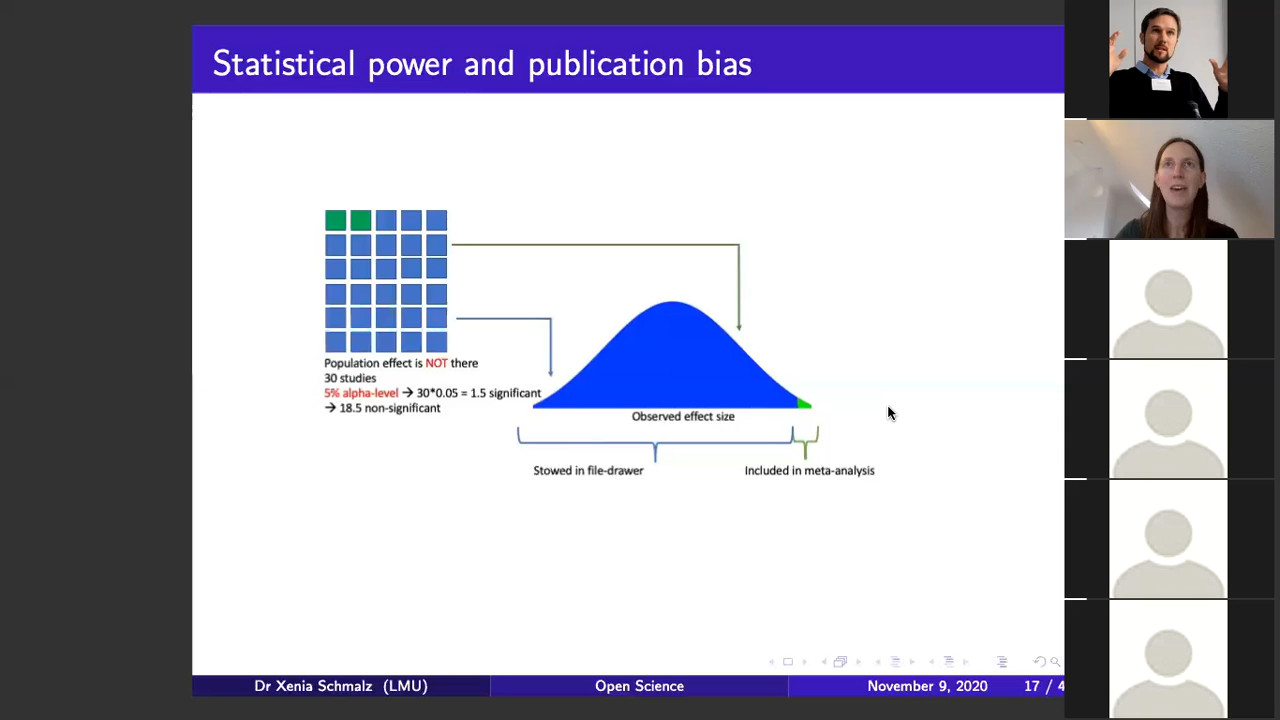 Statistical power and publication bias
Population effect is NOT there
30 studies
5% alpha-level → 30*0.05 = 1.5 significant
→ 18.5 non-significant
Observed effect size
Stowed in file-drawer
Included in meta-analysis
Dr Xenia Schmalz (LMU)
Open Science
November 9, 2020
17 / 4